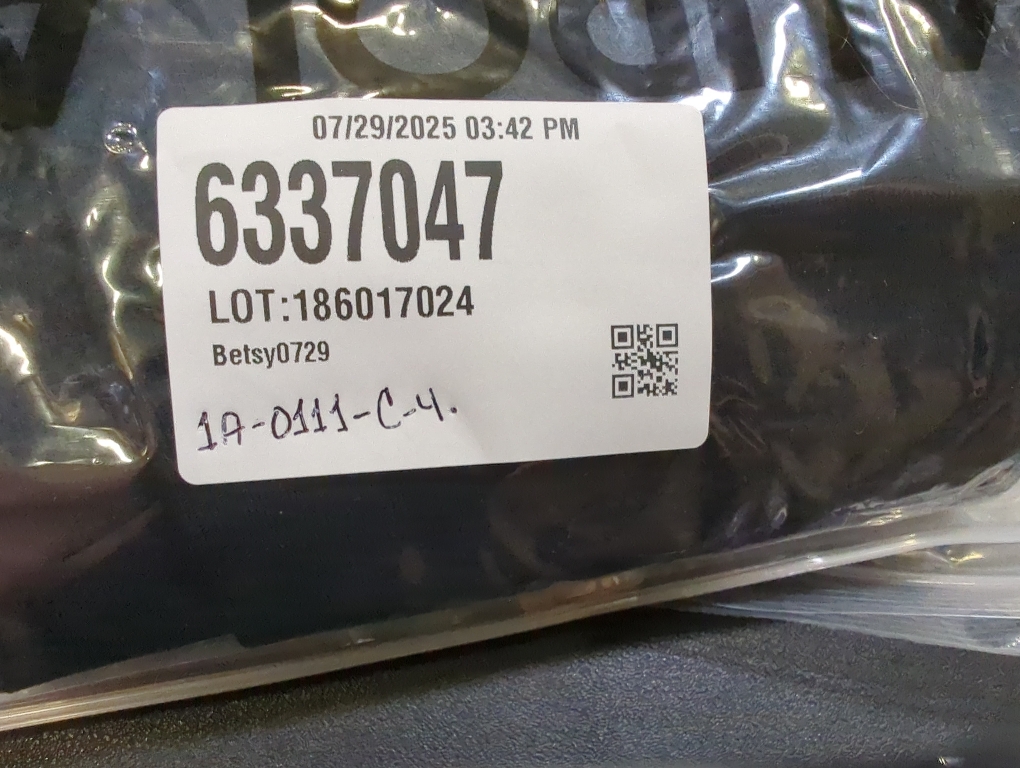 07/29/2025 03:42 PM
6337047
LOT:186017024
Betsy0729
1A-0111-C-4.